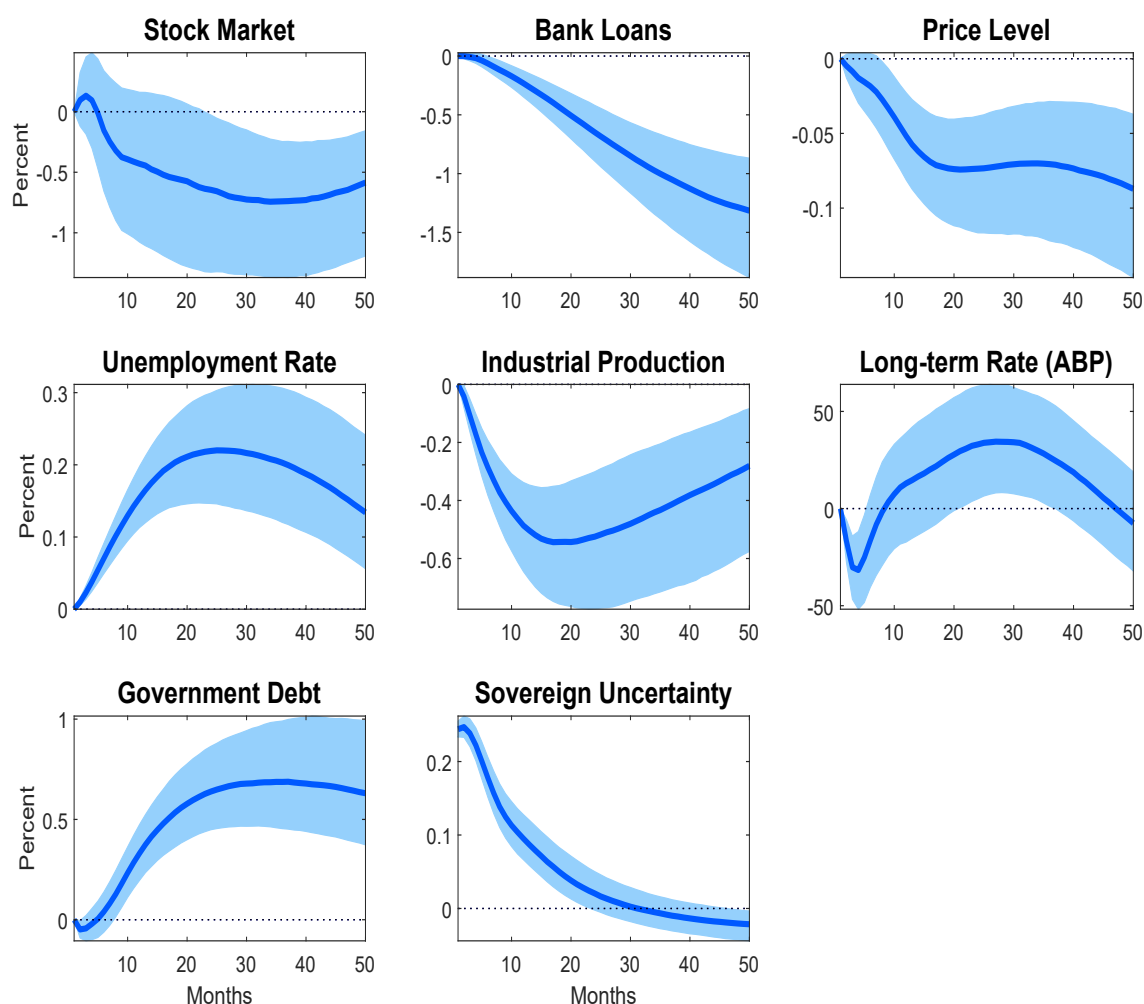 Stock Market
Bank Loans
Price Level
Percent
0
-0.5
-1
10 20 30 40 50
0
-0.5
-1
-1.5
10 20 30 40 50
0
-0.05
-0.1
10 20 30 40 50
Unemployment Rate
Industrial Production
Long-term Rate (ABP)
Percent
0.3
0.2
0.1
0
10 20 30 40 50
0
-0.2
-0.4
-0.6
10 20 30 40 50
50
0
-50
10 20 30 40 50
Government Debt
Sovereign Uncertainty
Percent
1
0.5
0
10 20 30 40 50
Months
0.2
0.1
0
10 20 30 40 50
Months